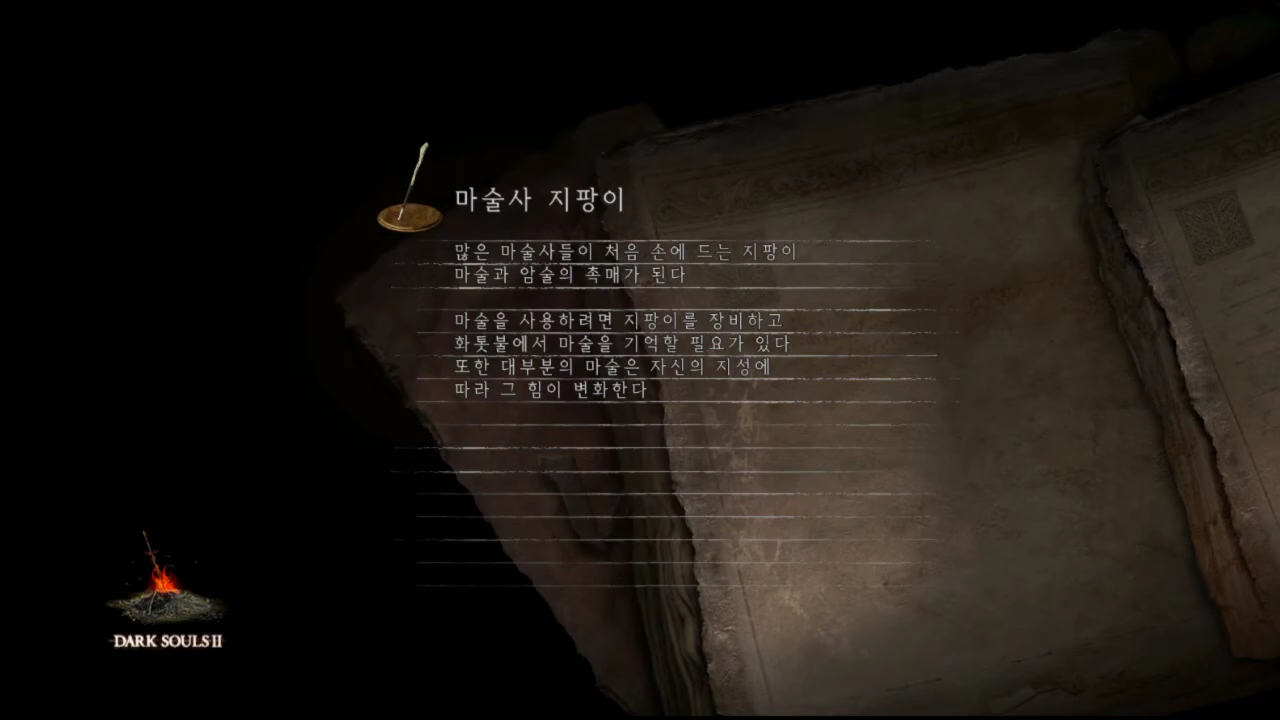 마술사 지팡이
많은 마술사들이 처음 손에 드는 지팡이
마술과 암술의 촉매가 된다
마술을 사용하려면 지팡이를 장비하고
화톳불에서 마술을 기억할 필요가 있다
또한 대부분의 마술은 자신의 지성에
따라 그 힘이 변화한다
DARK SOULS II